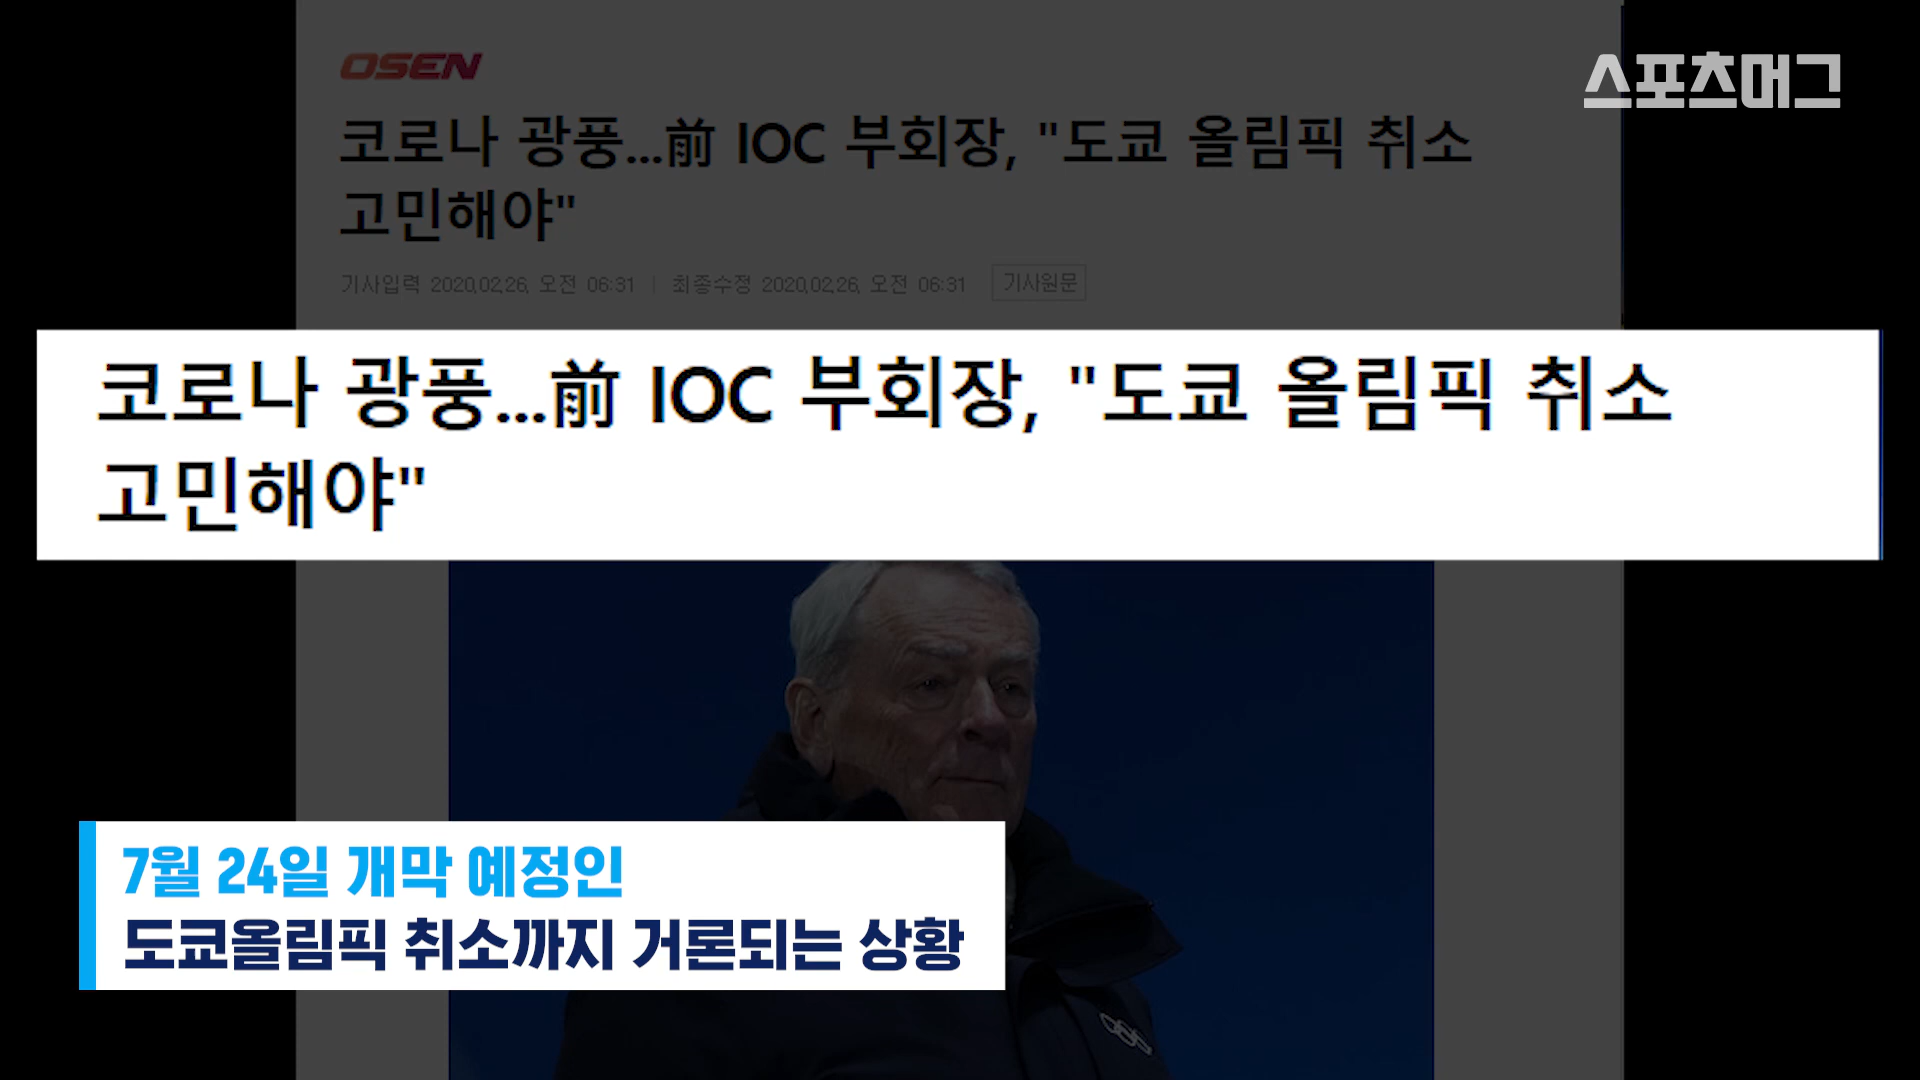 OSEN
스포츠머그
코로나 광풍...前 IOC 부회장, "도쿄 올림픽 취소
고민해야"
기사입력 2020.02.26. 오전 06:31 | 최종수정 2020.02.26. 오전 06:31 기사원문
코로나 광풍...前 IOC 부회장, "도쿄 올림픽 취소
고민해야"
7월 24일 개막 예정인
도쿄올림픽 취소까지 거론되는 상황